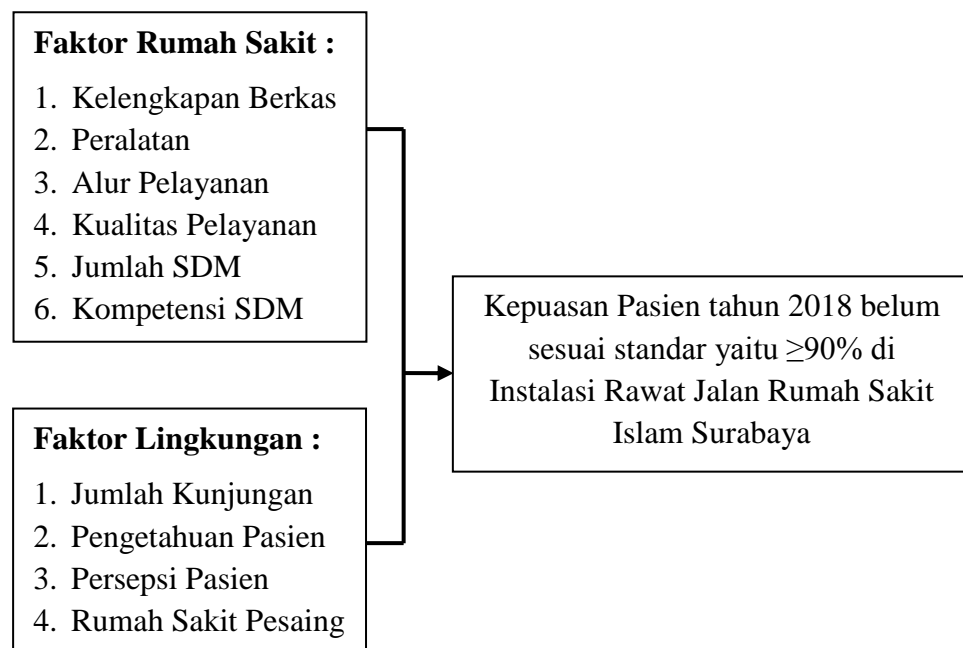 Faktor Rumah Sakit :
1. Kelengkapan Berkas
2. Peralatan
3. Alur Pelayanan
4. Kualitas Pelayanan
5. Jumlah SDM
6. Kompetensi SDM
Kepuasan Pasien tahun 2018 belum
sesuai standar yaitu ≥90% di
Instalasi Rawat Jalan Rumah Sakit
Islam Surabaya
Faktor Lingkungan :
1. Jumlah Kunjungan
2. Pengetahuan Pasien
3. Persepsi Pasien
4. Rumah Sakit Pesaing